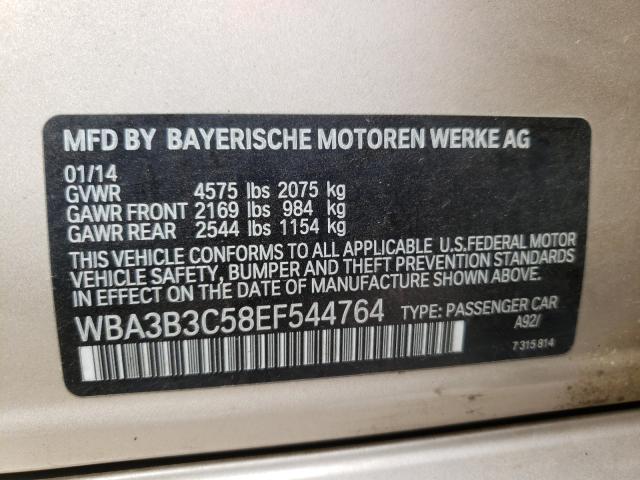 MFD BY BAYERISCHE MOTOREN WERKE AG
01/14
GVWR 4575 lbs 2075 kg
GAWR FRONT 2169 lbs 984 kg
GAWR REAR 2544 lbs 1154 kg
THIS VEHICLE CONFORMS TO ALL APPLICABLE U.S.FEDERAL MOTOR
VEHICLE SAFETY, BUMPER AND THEFT PREVENTION STANDARDS
IN EFFECT ON THE DATE OF MANUFACTURE SHOWN ABOVE.
WBA3B3C58EF544764 TYPE: PASSENGER CAR
A92/
7 315 814